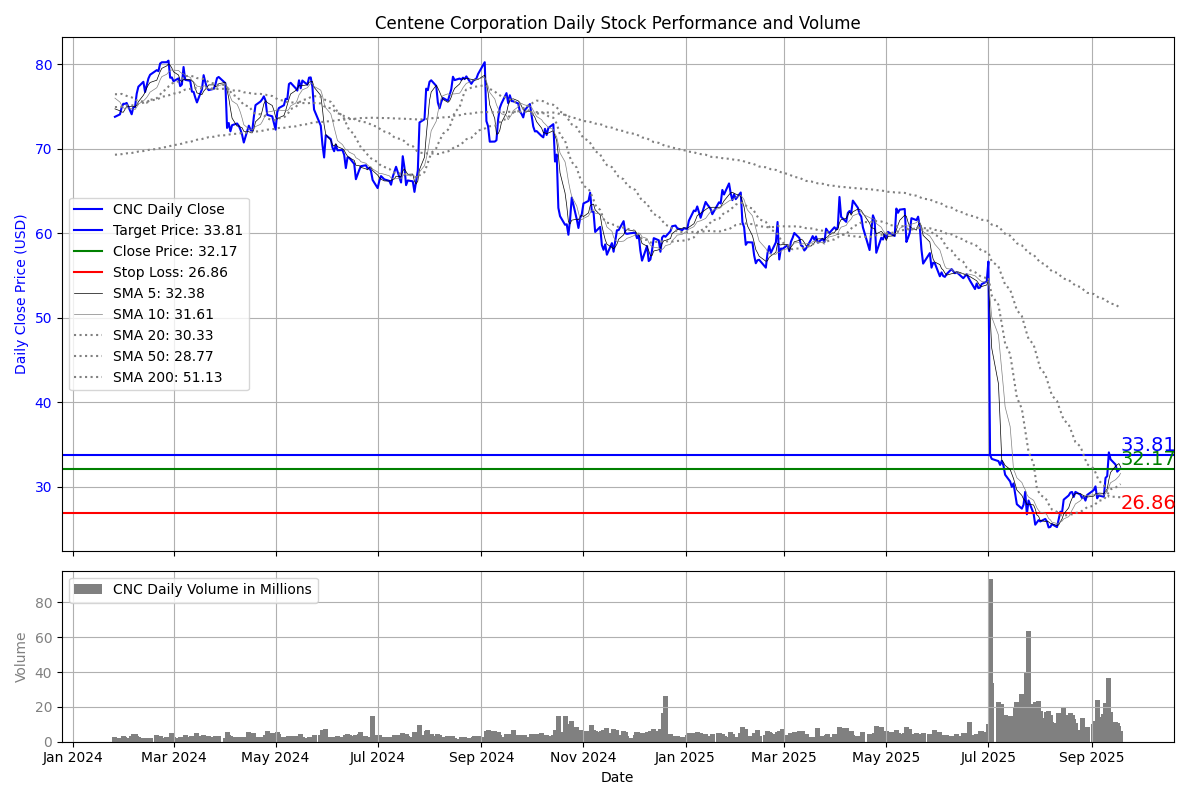 Centene Corporation Daily Stock Performance and Volume
80
70
60
50
40
30
Daily Close Price (USD)
CNC Daily Close
Target Price: 33.81
Close Price: 32.17
Stop Loss: 26.86
SMA 5: 32.38
SMA 10: 31.61
SMA 20: 30.33
SMA 50: 28.77
SMA 200: 51.13
33.81
32.17
26.86
CNC Daily Volume in Millions
80
60
40
20
0
Volume
Jan 2024
Mar 2024
May 2024
Jul 2024
Sep 2024
Nov 2024
Jan 2025
Mar 2025
May 2025
Jul 2025
Sep 2025
Date